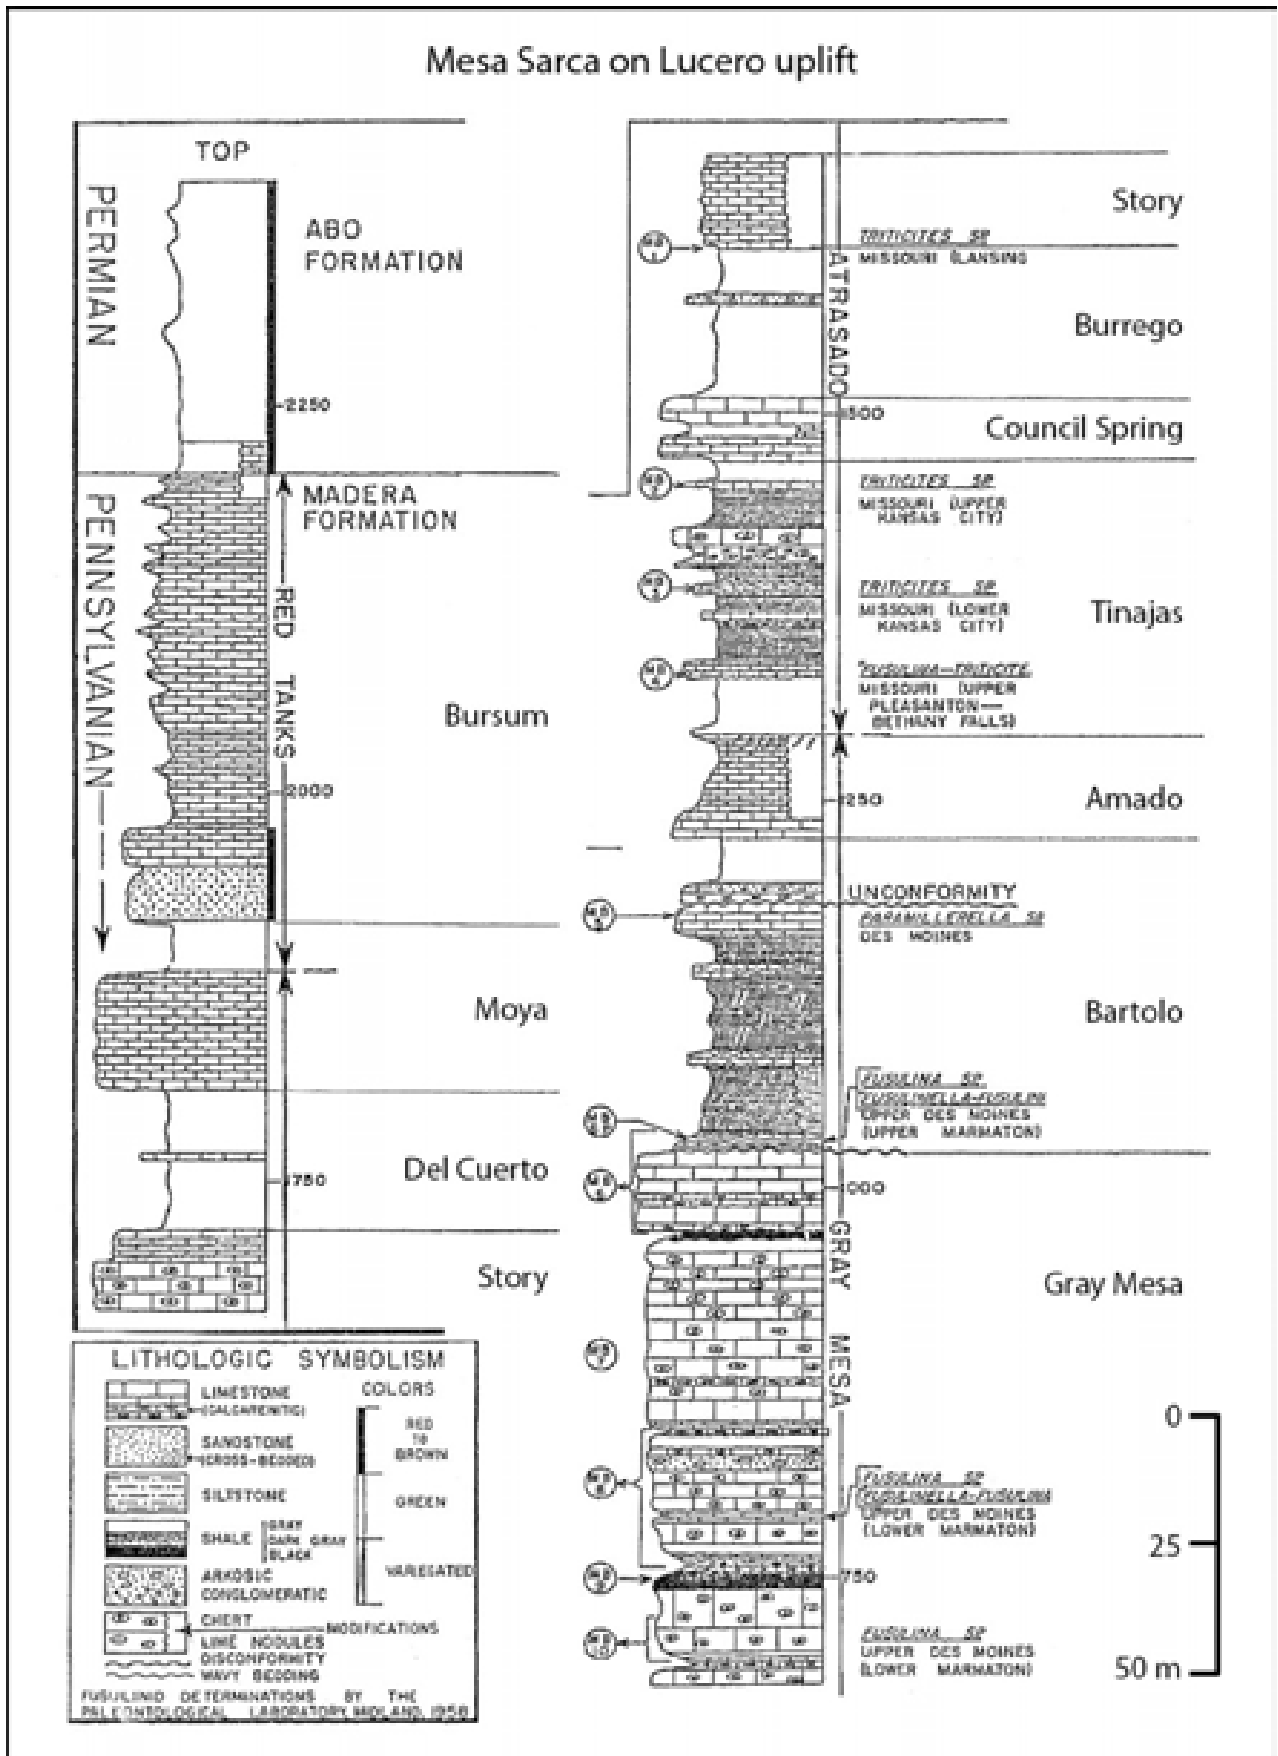 Mesa Sarca on Lucero uplift
TOP
PERMIAN
ABO
FORMATION
2250
MADERA
FORMATION
PENNSYLVANIAN
RED TANKS
Bursum
2000
Moya
Del Cuerto
1750
Story
LITHOLOGIC SYMBOLISM
LIMESTONE
(CALCARENITIC)
SANDSTONE
(CROSS-BEDDED)
SILTSTONE
SHALE
GRAY
DARK GRAY
BLACK
ARKOSIC
CONGLOMERATIC
CHERT
LIME NODULES
MODIFICATIONS
DISCONFORMITY
WAVY BEDDING
COLORS
RED
TO
BROWN
GREEN
VARIEGATED
FUSULINID DETERMINATIONS BY THE
PALEONTOLOGICAL LABORATORY, MIDLAND, 1958
Story
TRITICITES SP
MISSOURI (LANSING
ATRASADO
Burrego
500
Council Spring
TRITICITES SP
MISSOURI (UPPER
KANSAS CITY)
TRITICITES SP
MISSOURI (LOWER
KANSAS CITY)
Tinajas
FUSULINA-TRITICITE
MISSOURI (UPPER
PLEASANTON—
BETHANY FALLS)
Amado
250
UNCONFORMITY
PARAMILLERELLA SP
DES MOINES
Bartolo
FUSULINA SP
FUSULINELLA-FUSULINA
UPPER DES MOINES
(UPPER MARMATON)
000
GRAY MESA
Gray Mesa
FUSULINA SP
FUSULINELLA-FUSULINA
UPPER DES MOINES
(LOWER MARMATON)
750
FUSULINA SP
UPPER DES MOINES
(LOWER MARMATON)
0
25
50 m